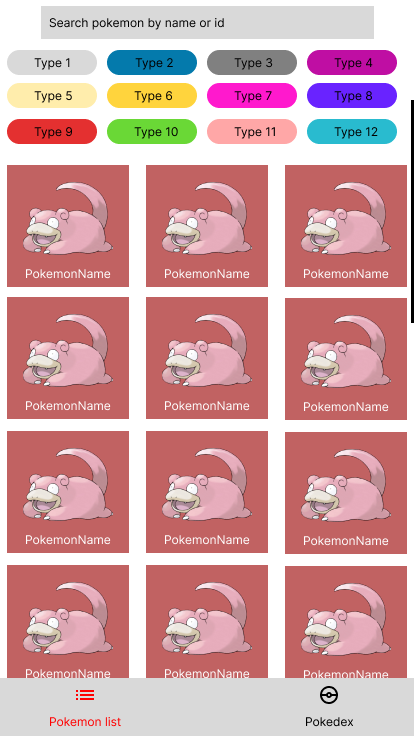 Search pokemon by name or id
Type 1 Type 2 Type 3 Type 4
Type 5 Type 6 Type 7 Type 8
Type 9 Type 10 Type 11 Type 12
PokemonName PokemonName PokemonName
PokemonName PokemonName PokemonName
PokemonName PokemonName PokemonName
PokemonName PokemonName PokemonName
Pokemon list Pokedex